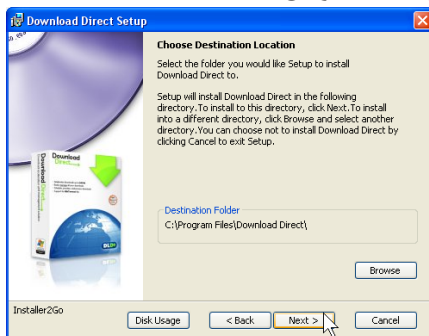 Download Direct Setup
Choose Destination Location
Select the folder you would like Setup to install
Download Direct to.
Setup will install Download Direct in the following
directory.To install to this directory, click Next.To install
into a different directory, click Browse and select another
directory.You can choose not to install Download Direct by
clicking Cancel to exit Setup.
Download
Direct
DLD
Destination Folder
C:\Program Files\Download Direct\
Browse
Installer2Go
Disk Usage
< Back
Next >
Cancel